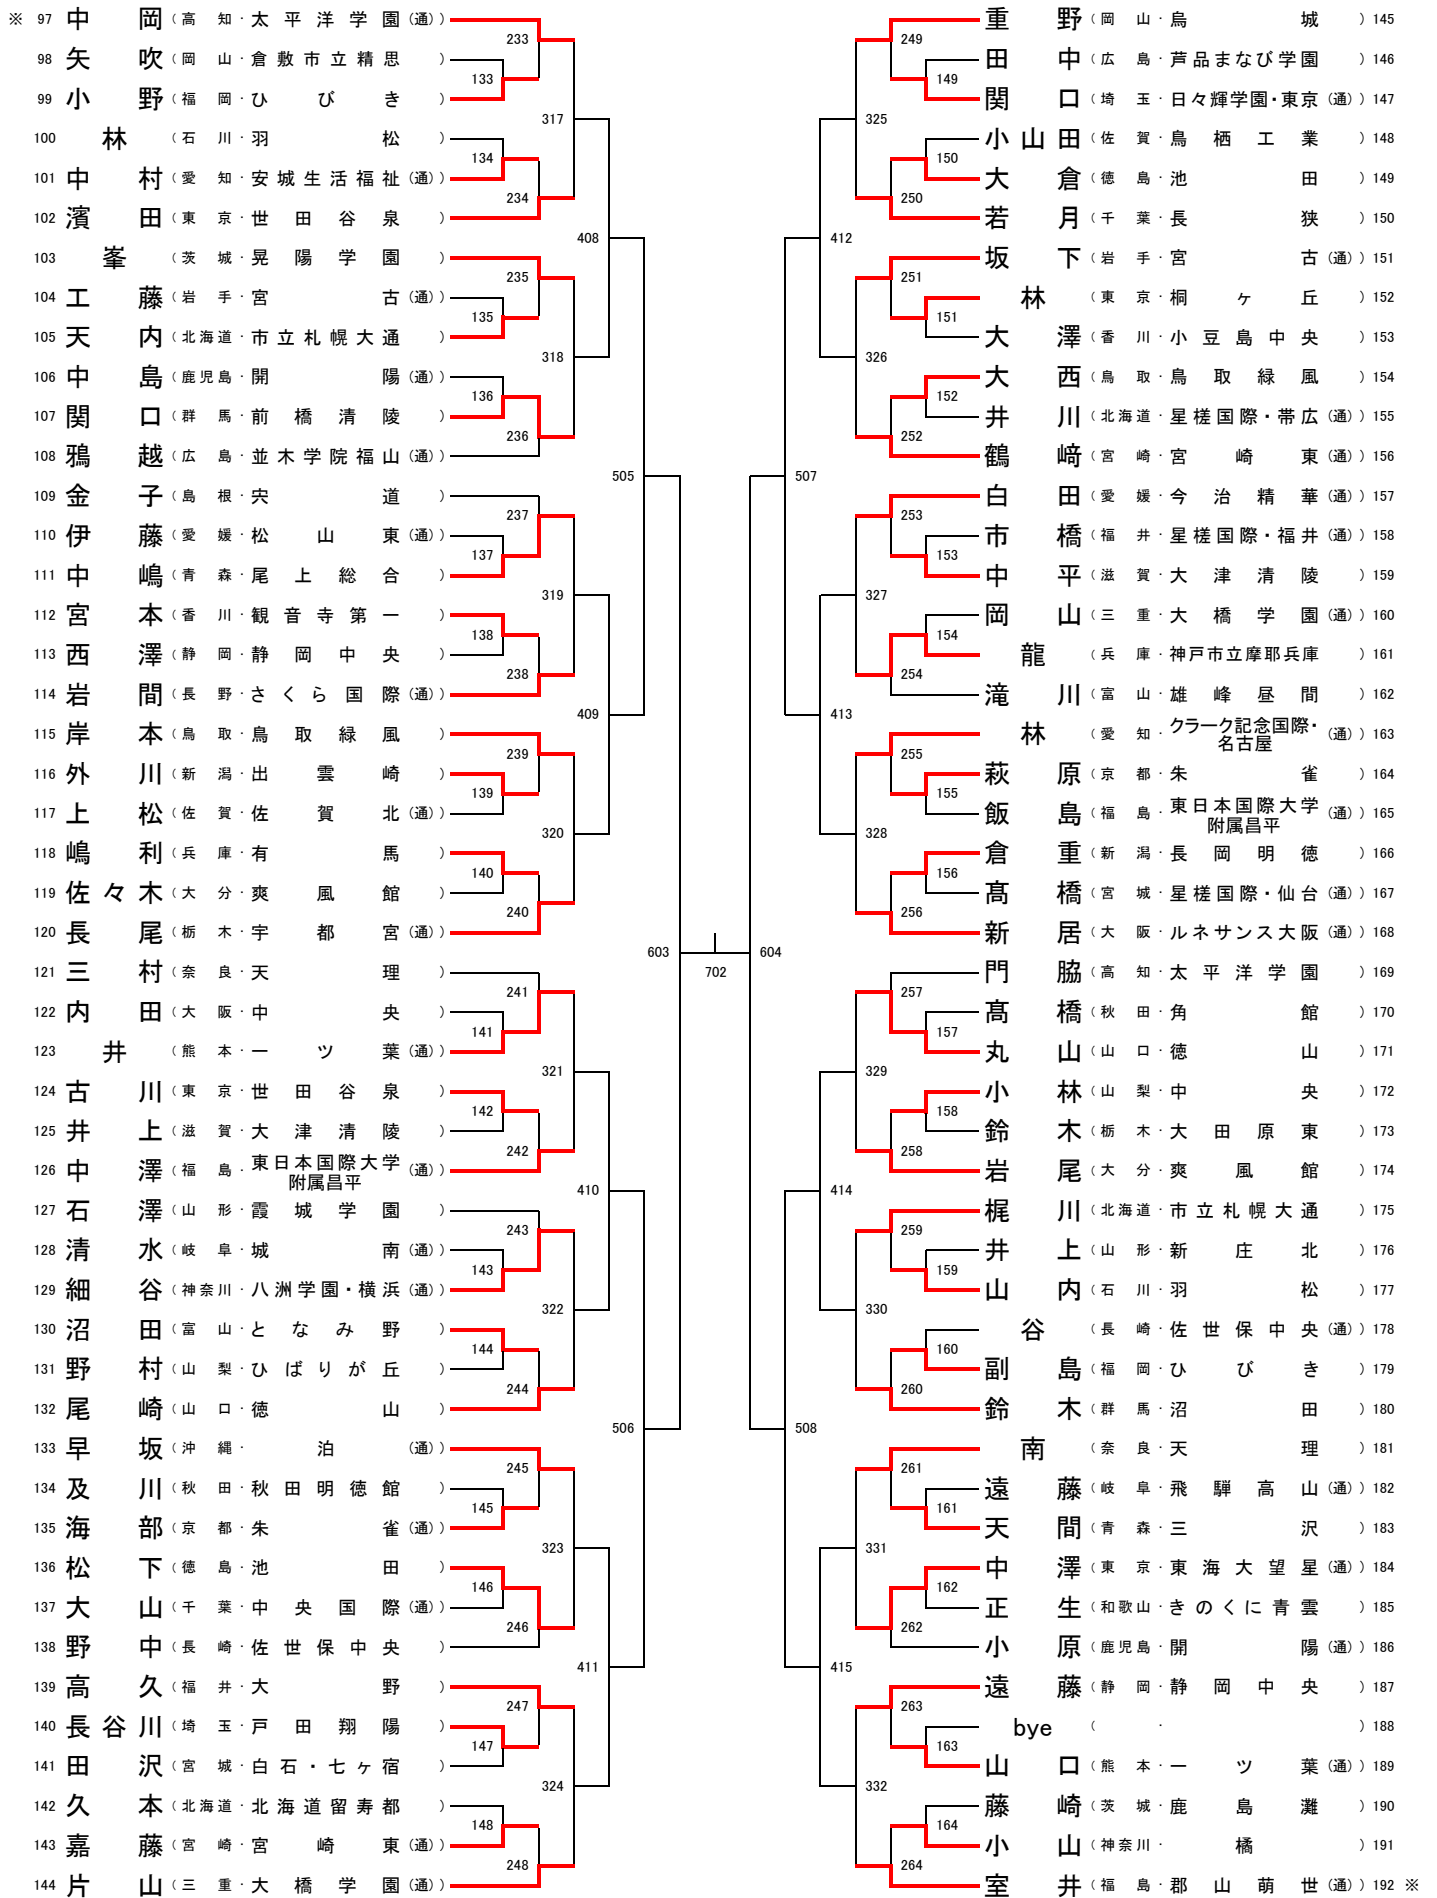 ※ 97 中岡 (高知・太平洋学園(通))
98 矢吹 (岡山・倉敷市立精思)
99 小野 (福岡・ひびき)
100 林 (石川・羽松)
101 中村 (愛知・安城生活福祉(通))
102 濱田 (東京・世田谷泉)
103 峯 (茨城・晃陽学園)
104 工藤 (岩手・宮古(通))
105 天内 (北海道・市立札幌大通)
106 中島 (鹿児島・開陽(通))
107 関口 (群馬・前橋清陵)
108 鴉越 (広島・並木学院福山(通))
109 金子 (島根・宍道)
110 伊藤 (愛媛・松山東(通))
111 中嶋 (青森・尾上総合)
112 宮本 (香川・観音寺第一)
113 西澤 (静岡・静岡中央)
114 岩間 (長野・さくら国際(通))
115 岸本 (鳥取・鳥取緑風)
116 外川 (新潟・出雲崎)
117 上松 (佐賀・佐賀北(通))
118 嶋利 (兵庫・有馬)
119 佐々木 (大分・爽風館)
120 長尾 (栃木・宇都宮(通))
121 三村 (奈良・天理)
122 内田 (大阪・中央)
123 井 (熊本・一ツ葉(通))
124 古川 (東京・世田谷泉)
125 井上 (滋賀・大津清陵)
126 中澤 (福島・東日本国際大学附属昌平(通))
127 石澤 (山形・霞城学園)
128 清水 (岐阜・城南(通))
129 細谷 (神奈川・八洲学園・横浜(通))
130 沼田 (富山・となみ野)
131 野村 (山梨・ひばりが丘)
132 尾崎 (山口・徳山)
133 早坂 (沖縄・泊(通))
134 及川 (秋田・秋田明徳館)
135 海部 (京都・朱雀(通))
136 松下 (徳島・池田)
137 大山 (千葉・中央国際(通))
138 野中 (長崎・佐世保中央)
139 高久 (福井・大野)
140 長谷川 (埼玉・戸田翔陽)
141 田沢 (宮城・白石・七ヶ宿)
142 久本 (北海道・北海道留寿都)
143 嘉藤 (宮崎・宮崎東(通))
144 片山 (三重・大橋学園(通))
133
134
135
136
137
138
139
140
141
142
143
144
145
146
147
148
233
234
235
236
237
238
239
240
241
242
243
244
245
246
247
248
317
318
319
320
321
322
323
324
408
409
410
411
505
506
603
702
604
507
508
412
413
414
415
325
326
327
328
329
330
331
332
249
250
251
252
253
254
255
256
257
258
259
260
261
262
263
264
149
150
151
152
153
154
155
156
157
158
159
160
161
162
163
164
重野 (岡山・烏城) 145
田中 (広島・芦品まなび学園) 146
関口 (埼玉・日々輝学園・東京(通)) 147
小山田 (佐賀・鳥栖工業) 148
大倉 (徳島・池田) 149
若月 (千葉・長狭) 150
坂下 (岩手・宮古(通)) 151
林 (東京・桐ヶ丘) 152
大澤 (香川・小豆島中央) 153
大西 (鳥取・鳥取緑風) 154
井川 (北海道・星槎国際・帯広(通)) 155
鶴﨑 (宮崎・宮崎東(通)) 156
白田 (愛媛・今治精華(通)) 157
市橋 (福井・星槎国際・福井(通)) 158
中平 (滋賀・大津清陵) 159
岡山 (三重・大橋学園(通)) 160
龍 (兵庫・神戸市立摩耶兵庫) 161
滝川 (富山・雄峰昼間) 162
林 (愛知・クラーク記念国際・名古屋(通)) 163
萩原 (京都・朱雀) 164
飯島 (福島・東日本国際大学附属昌平(通)) 165
倉重 (新潟・長岡明徳) 166
髙橋 (宮城・星槎国際・仙台(通)) 167
新居 (大阪・ルネサンス大阪(通)) 168
門脇 (高知・太平洋学園) 169
髙橋 (秋田・角館) 170
丸山 (山口・徳山) 171
小林 (山梨・中央) 172
鈴木 (栃木・大田原東) 173
岩尾 (大分・爽風館) 174
梶川 (北海道・市立札幌大通) 175
井上 (山形・新庄北) 176
山内 (石川・羽松) 177
谷 (長崎・佐世保中央(通)) 178
副島 (福岡・ひびき) 179
鈴木 (群馬・沼田) 180
南 (奈良・天理) 181
遠藤 (岐阜・飛騨高山(通)) 182
天間 (青森・三沢) 183
中澤 (東京・東海大望星(通)) 184
正生 (和歌山・きのくに青雲) 185
小原 (鹿児島・開陽(通)) 186
遠藤 (静岡・静岡中央) 187
bye (・) 188
山口 (熊本・一ツ葉(通)) 189
藤崎 (茨城・鹿島灘) 190
小山 (神奈川・橘) 191
室井 (福島・郡山萌世(通)) 192 ※